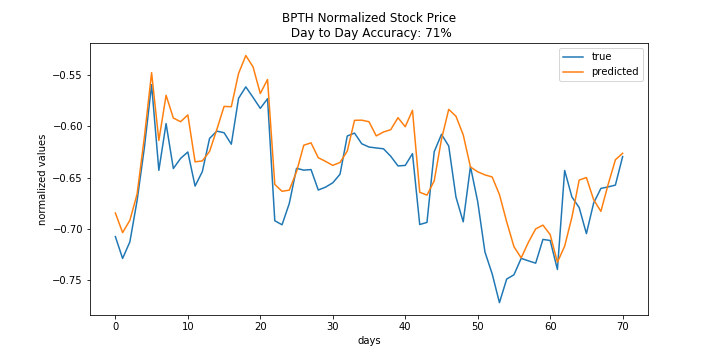 BPTH Normalized Stock Price
Day to Day Accuracy: 71%
true
predicted
normalized values
−0.55
−0.60
−0.65
−0.70
−0.75
0
10
20
30
40
50
60
70
days